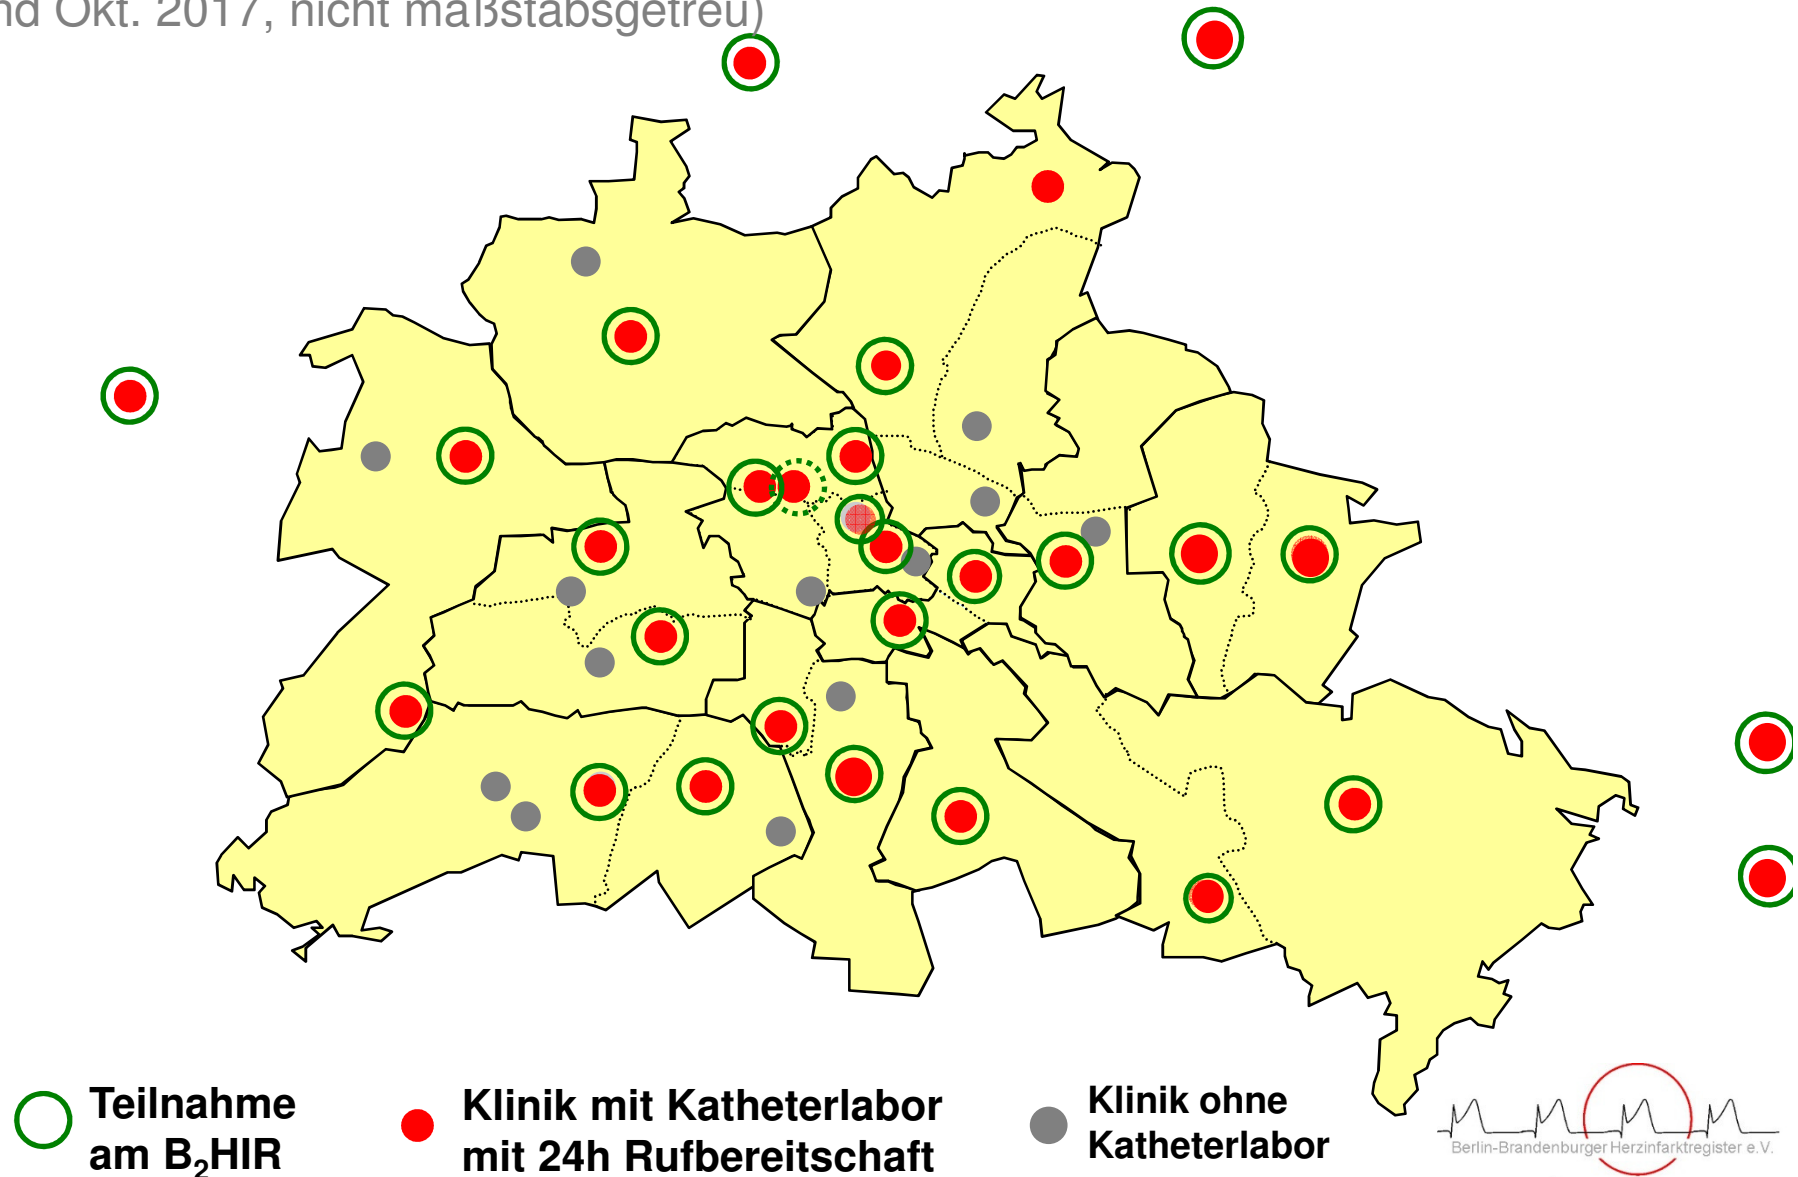 nd Okt. 2017, nicht maßstabsgetreu)
Teilnahme
am B₂HIR
Klinik mit Katheterlabor
mit 24h Rufbereitschaft
Klinik ohne
Katheterlabor
Berlin-Brandenburger Herzinfarktregister e.V.